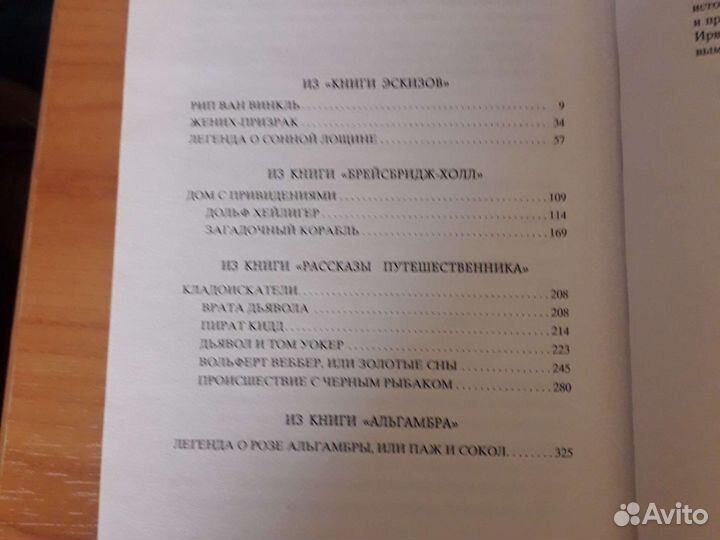 ИЗ «КНИГИ ЭСКИЗОВ»
РИП ВАН ВИНКЛЬ 9
ЖЕНИХ-ПРИЗРАК 34
ЛЕГЕНДА О СОННОЙ ЛОЩИНЕ 57
ИЗ КНИГИ «БРЕЙСБРИДЖ-ХОЛЛ»
ДОМ С ПРИВИДЕНИЯМИ 109
ДОЛЬФ ХЕЙЛИГЕР 114
ЗАГАДОЧНЫЙ КОРАБЛЬ 169
ИЗ КНИГИ «РАССКАЗЫ ПУТЕШЕСТВЕННИКА»
КЛАДОИСКАТЕЛИ 208
ВРАТА ДЬЯВОЛА 208
ПИРАТ КИДД 214
ДЬЯВОЛ И ТОМ УОКЕР 223
ВОЛЬФЕРТ ВЕББЕР, ИЛИ ЗОЛОТЫЕ СНЫ 245
ПРОИСШЕСТВИЕ С ЧЕРНЫМ РЫБАКОМ 280
ИЗ КНИГИ «АЛЬГАМБРА»
ЛЕГЕНДА О РОЗЕ АЛЬГАМБРЫ, ИЛИ ПАЖ И СОКОЛ 325
исто
и пр
Ирв
вым
Avito